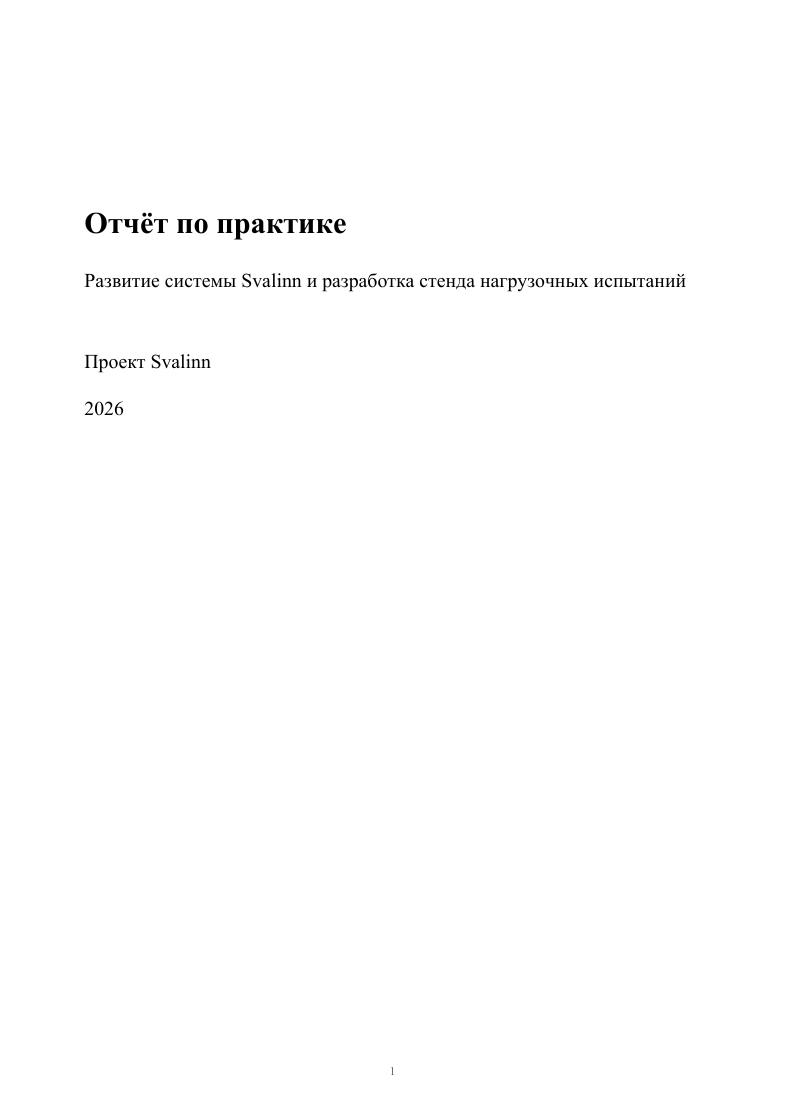 Отчёт по практике
Развитие системы Svalinn и разработка стенда нагрузочных испытаний
Проект Svalinn
2026
1